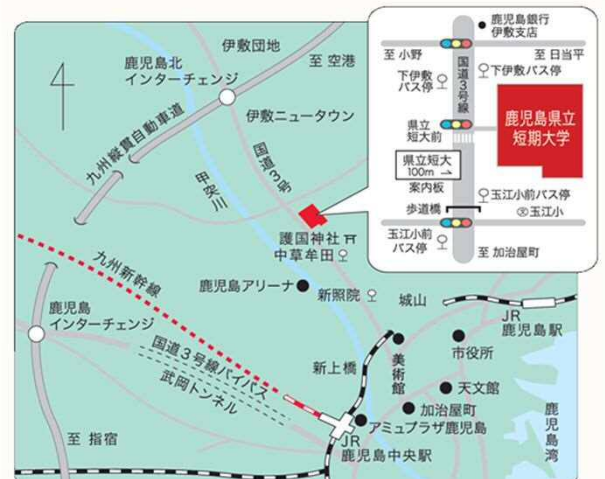 伊敷団地
至 空港
鹿児島北
インターチェンジ
伊敷ニュータウン
九州縦貫自動車道
国道3号
甲突川
護国神社
中草牟田
九州新幹線
鹿児島アリーナ
新照院
城山
鹿児島
インターチェンジ
JR
鹿児島駅
国道3号線バイパス
武岡トンネル
新上橋
美術館
市役所
天文館
加治屋町
アミュプラザ鹿児島
JR
鹿児島中央駅
至 指宿
鹿児島湾
鹿児島銀行
伊敷支店
至 小野
至 日当平
国道3号線
下伊敷
バス停
下伊敷バス停
県立
短大前
鹿児島県立
短期大学
県立短大
100m →
案内板
玉江小前バス停
歩道橋
文玉江小
玉江小前
バス停
至 加治屋町